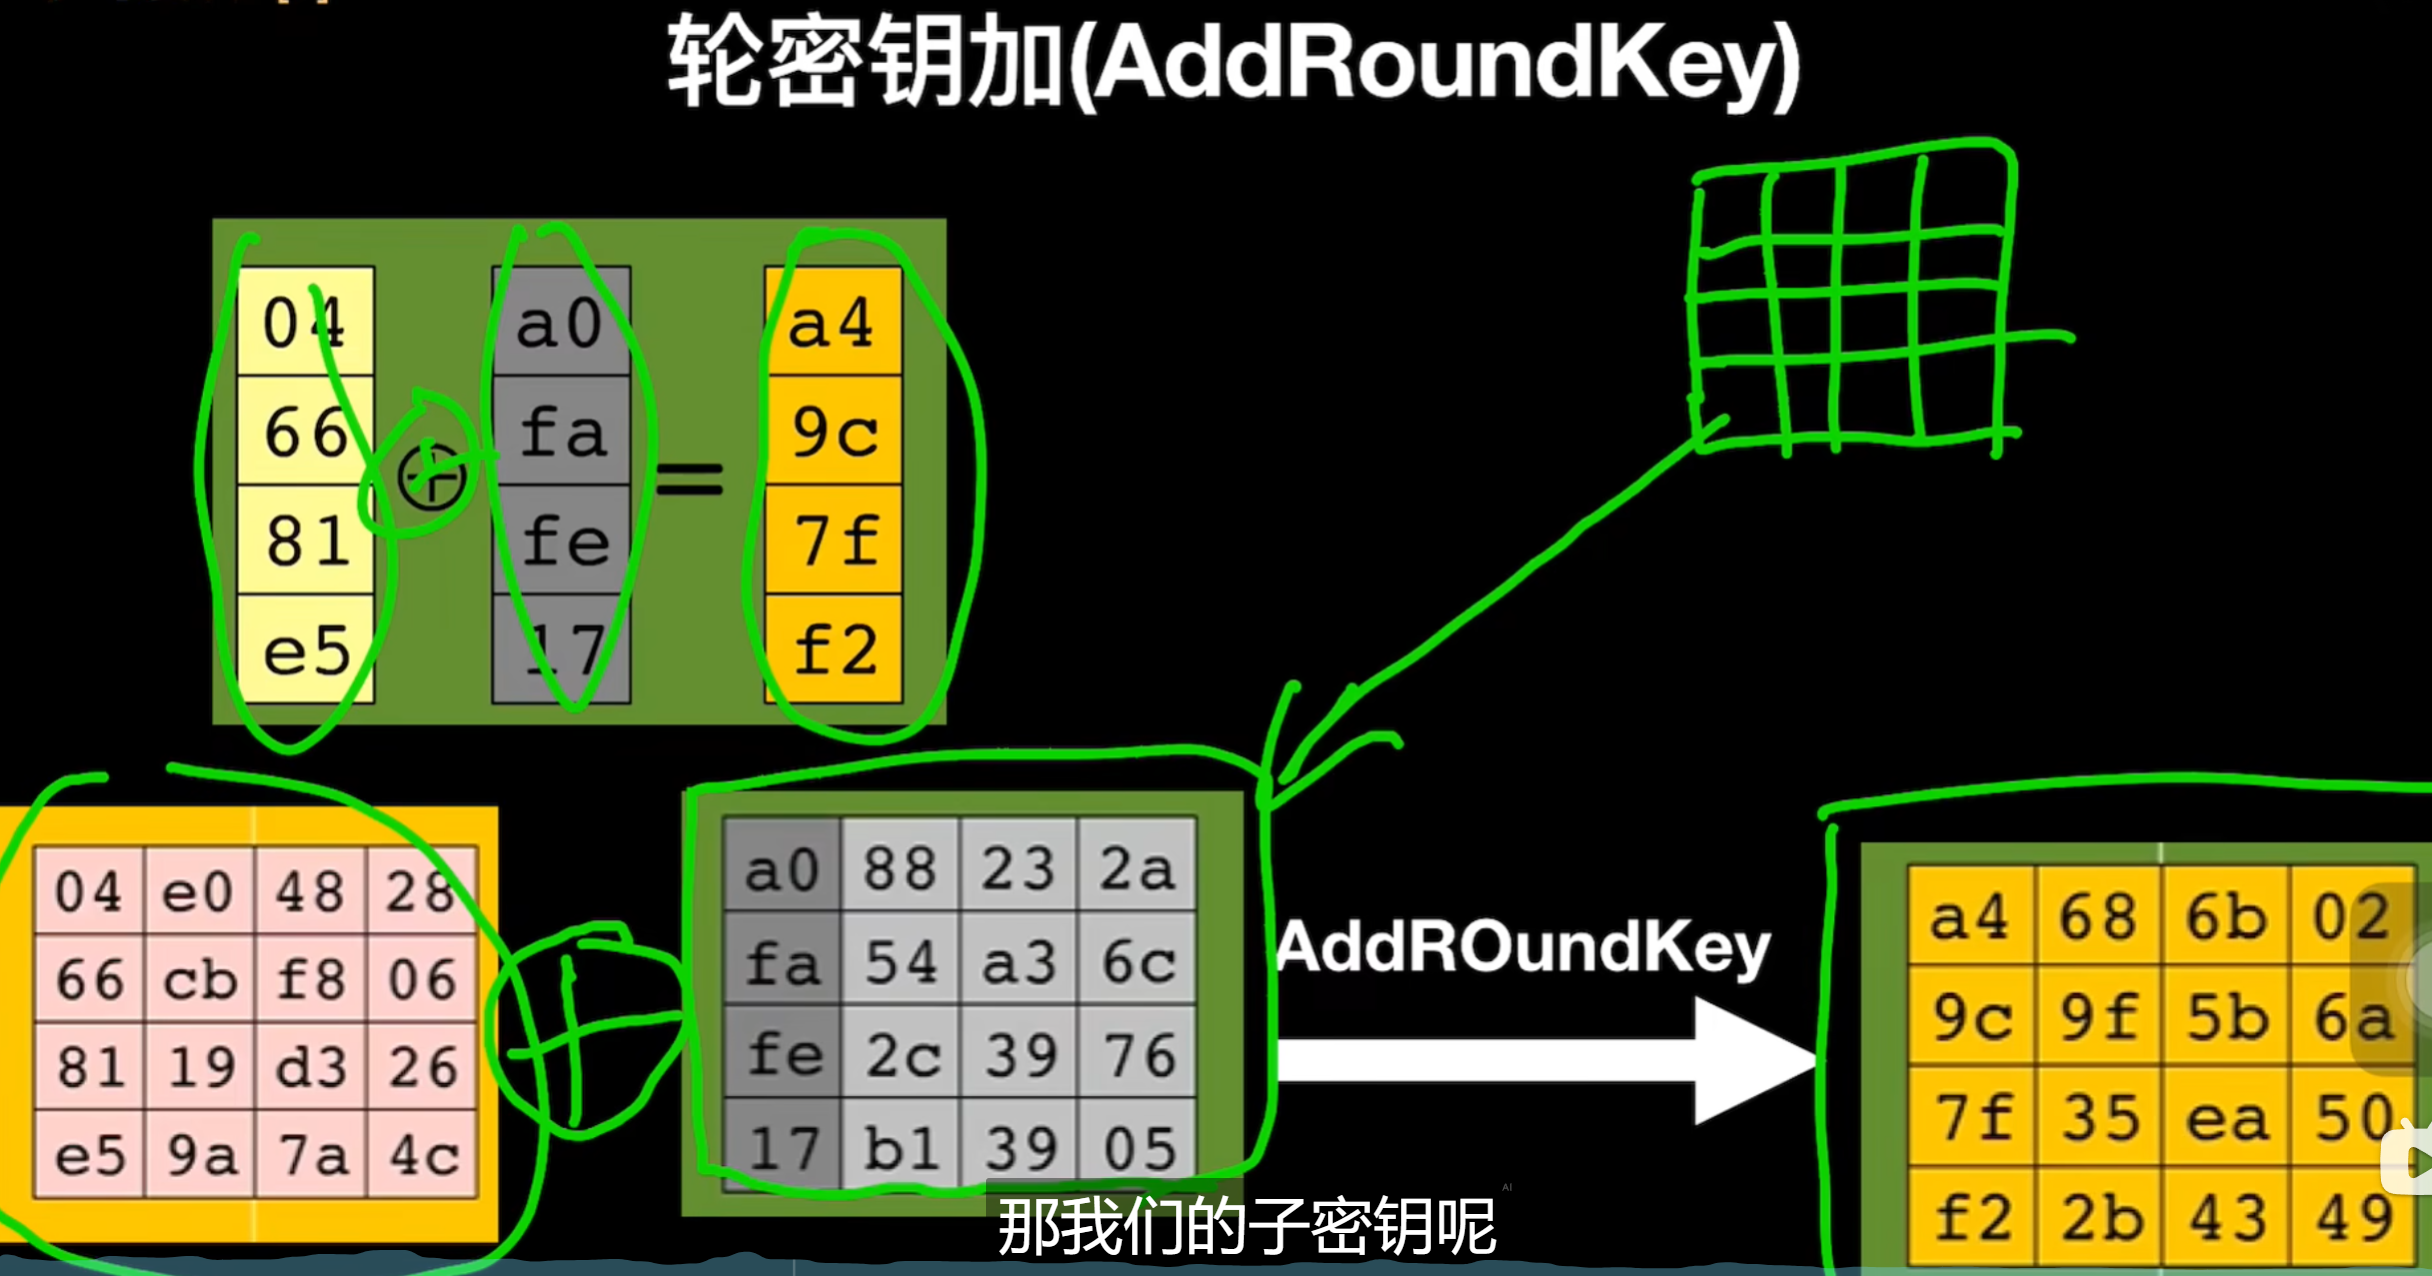 轮密钥加(AddRoundKey)
04 a0 a4
66 fa 9c
⊕ =
81 fe 7f
e5 17 f2
04 e0 48 28
66 cb f8 06
81 19 d3 26
e5 9a 7a 4c
a0 88 23 2a
fa 54 a3 6c
fe 2c 39 76
17 b1 39 05
AddROundKey
a4 68 6b 02
9c 9f 5b 6a
7f 35 ea 50
f2 2b 43 49
AI
那我们的子密钥呢